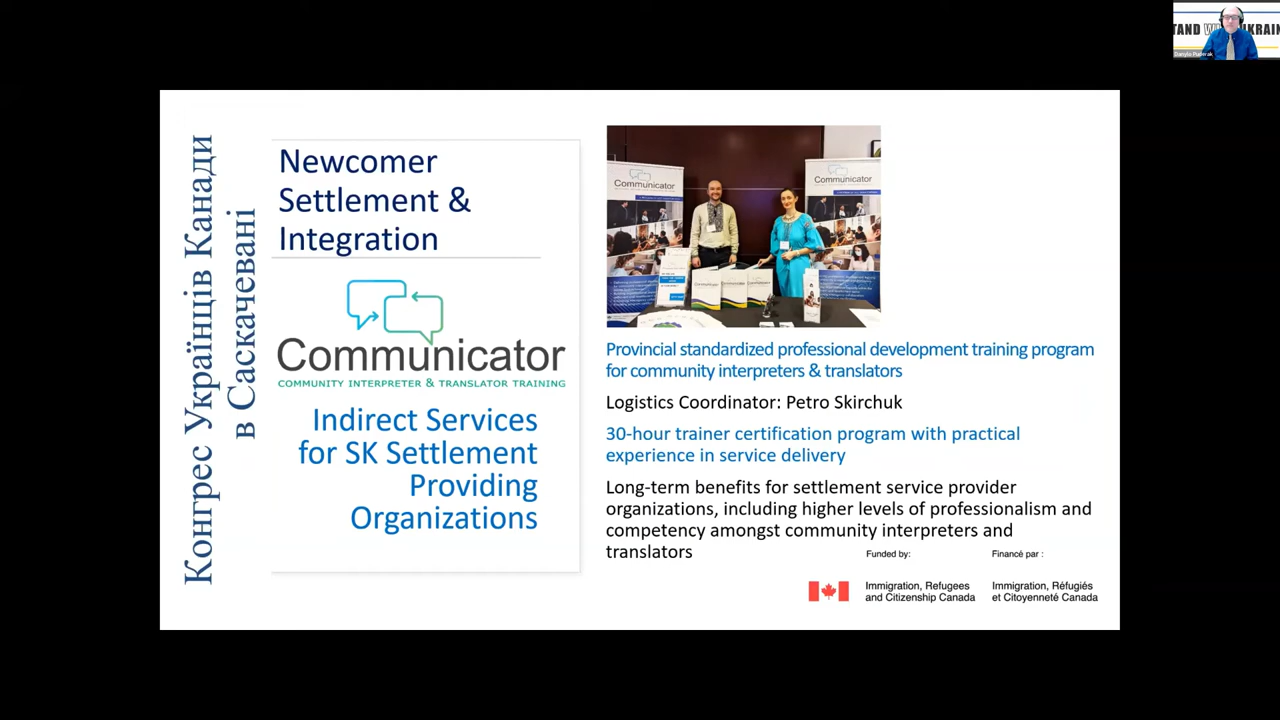 Конгрес Українців Канади
в Саскачевані
Newcomer
Settlement &
Integration
Communicator
COMMUNITY INTERPRETER & TRANSLATOR TRAINING
Indirect Services
for SK Settlement
Providing
Organizations
Communicator
Communicator
Provincial standardized professional development training program
for community interpreters & translators
Logistics Coordinator: Petro Skirchuk
30-hour trainer certification program with practical
experience in service delivery
Long-term benefits for settlement service provider
organizations, including higher levels of professionalism and
competency amongst community interpreters and
translators
Funded by:
Financé par :
Immigration, Refugees
and Citizenship Canada
Immigration, Réfugiés
et Citoyenneté Canada